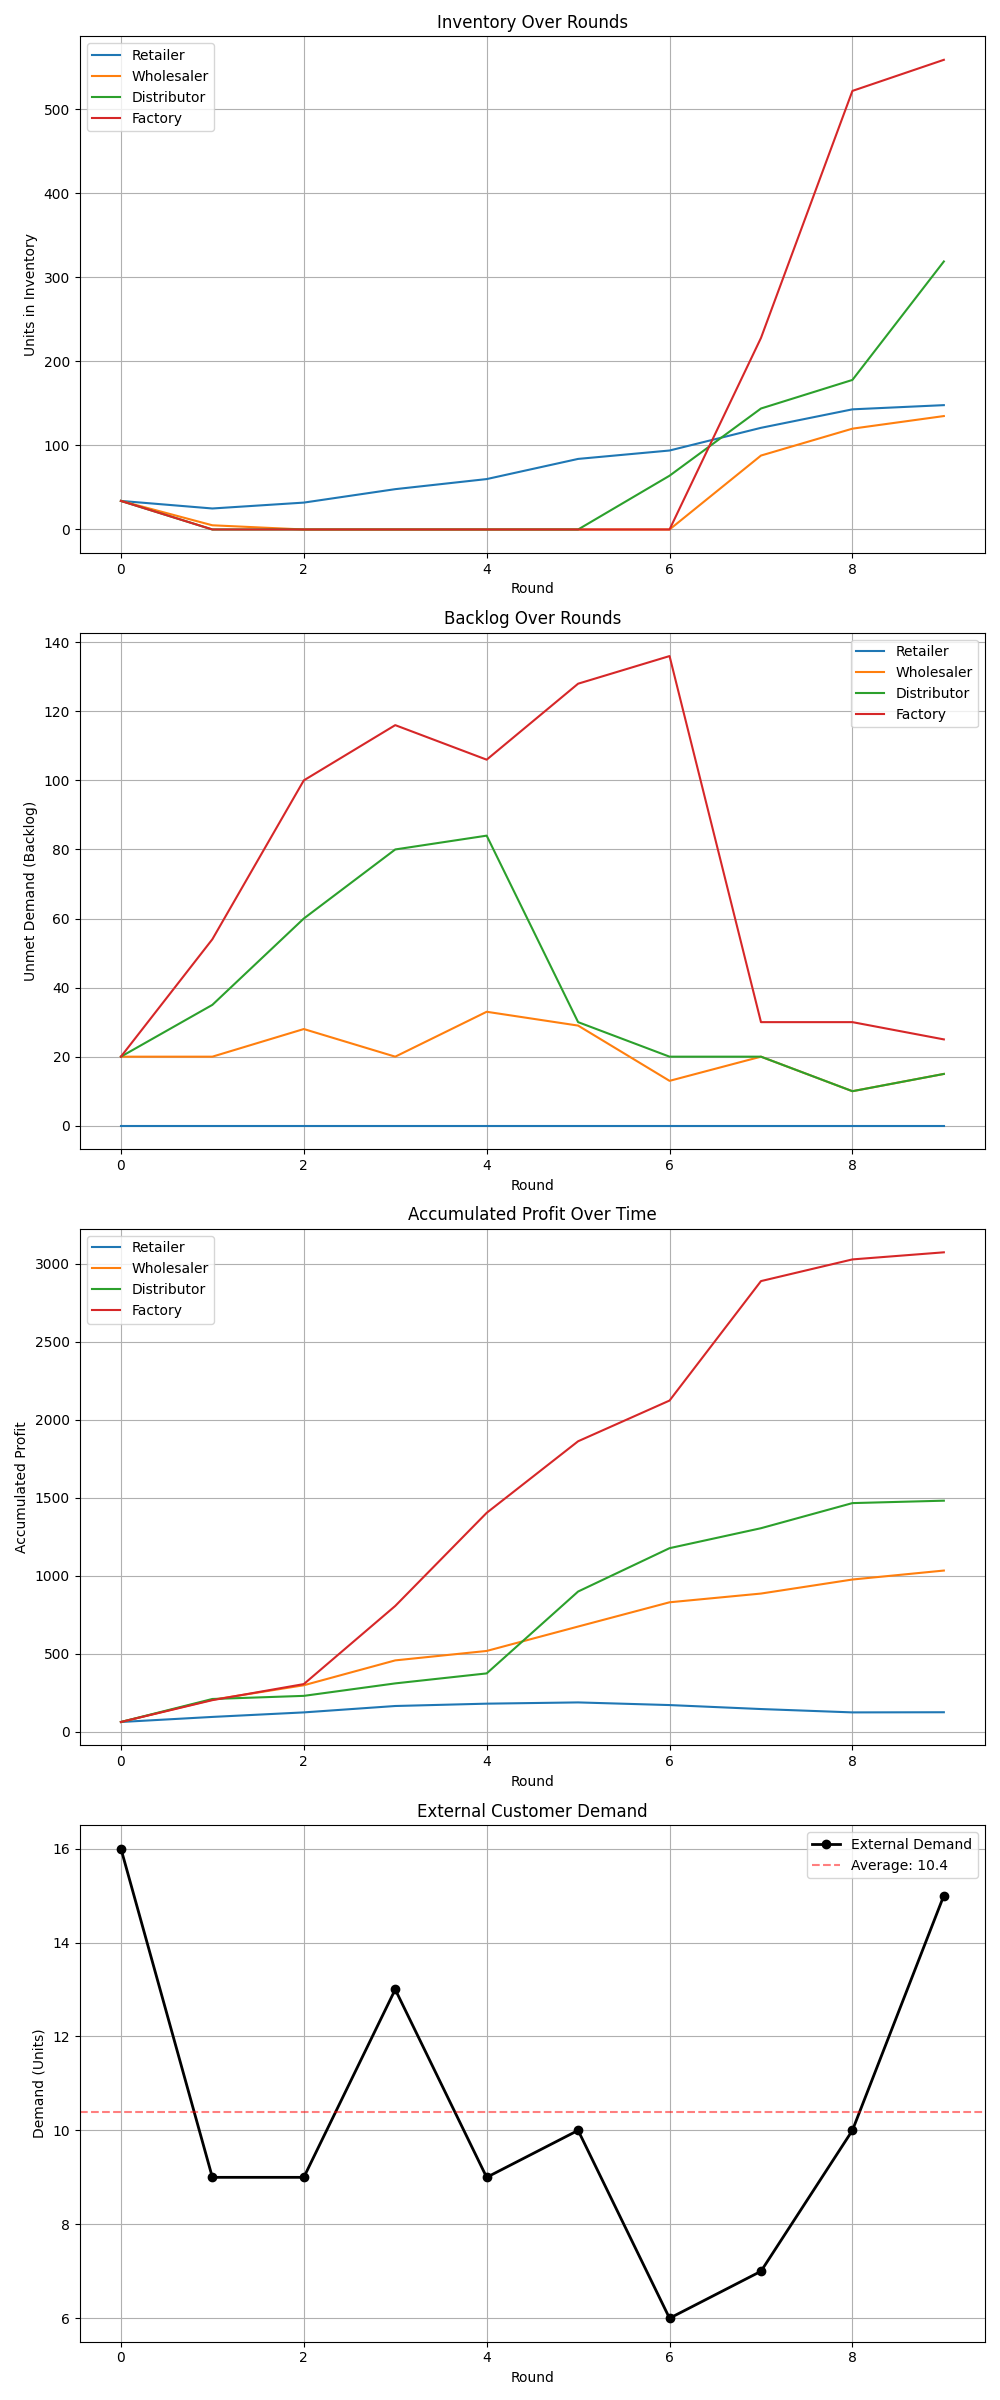 Inventory Over Rounds
Retailer
Wholesaler
Distributor
Factory
500
400
300
200
100
0
Units in Inventory
0 2 4 6 8
Round
Backlog Over Rounds
Retailer
Wholesaler
Distributor
Factory
140
120
100
80
60
40
20
0
Unmet Demand (Backlog)
0 2 4 6 8
Round
Accumulated Profit Over Time
Retailer
Wholesaler
Distributor
Factory
3000
2500
2000
1500
1000
500
0
Accumulated Profit
0 2 4 6 8
Round
External Customer Demand
External Demand
Average: 10.4
16
14
12
10
8
6
Demand (Units)
0 2 4 6 8
Round